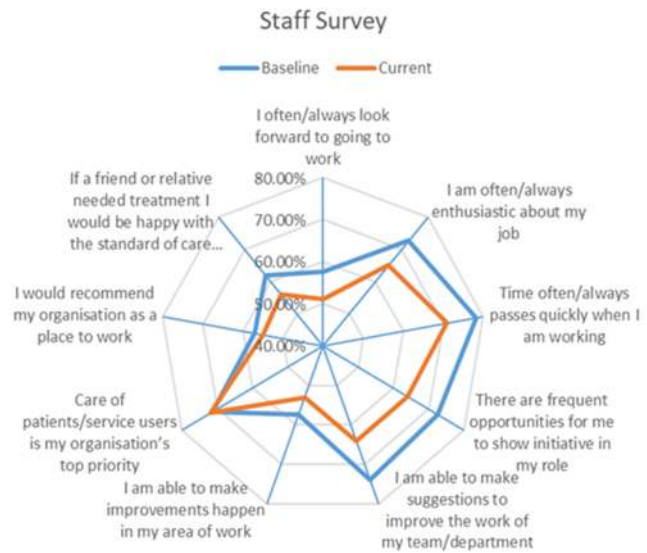 Staff Survey
Baseline
Current
I often/always look
forward to going to
work
I am often/always
enthusiastic about my
job
Time often/always
passes quickly when I
am working
There are frequent
opportunities for me
to show initiative in
my role
I am able to make
suggestions to
improve the work of
my team/department
I am able to make
improvements happen
in my area of work
Care of
patients/service users
is my organisation's
top priority
I would recommend
my organisation as a
place to work
If a friend or relative
needed treatment I
would be happy with
the standard of care...
80.00%
70.00%
60.00%
50.00%
40.00%